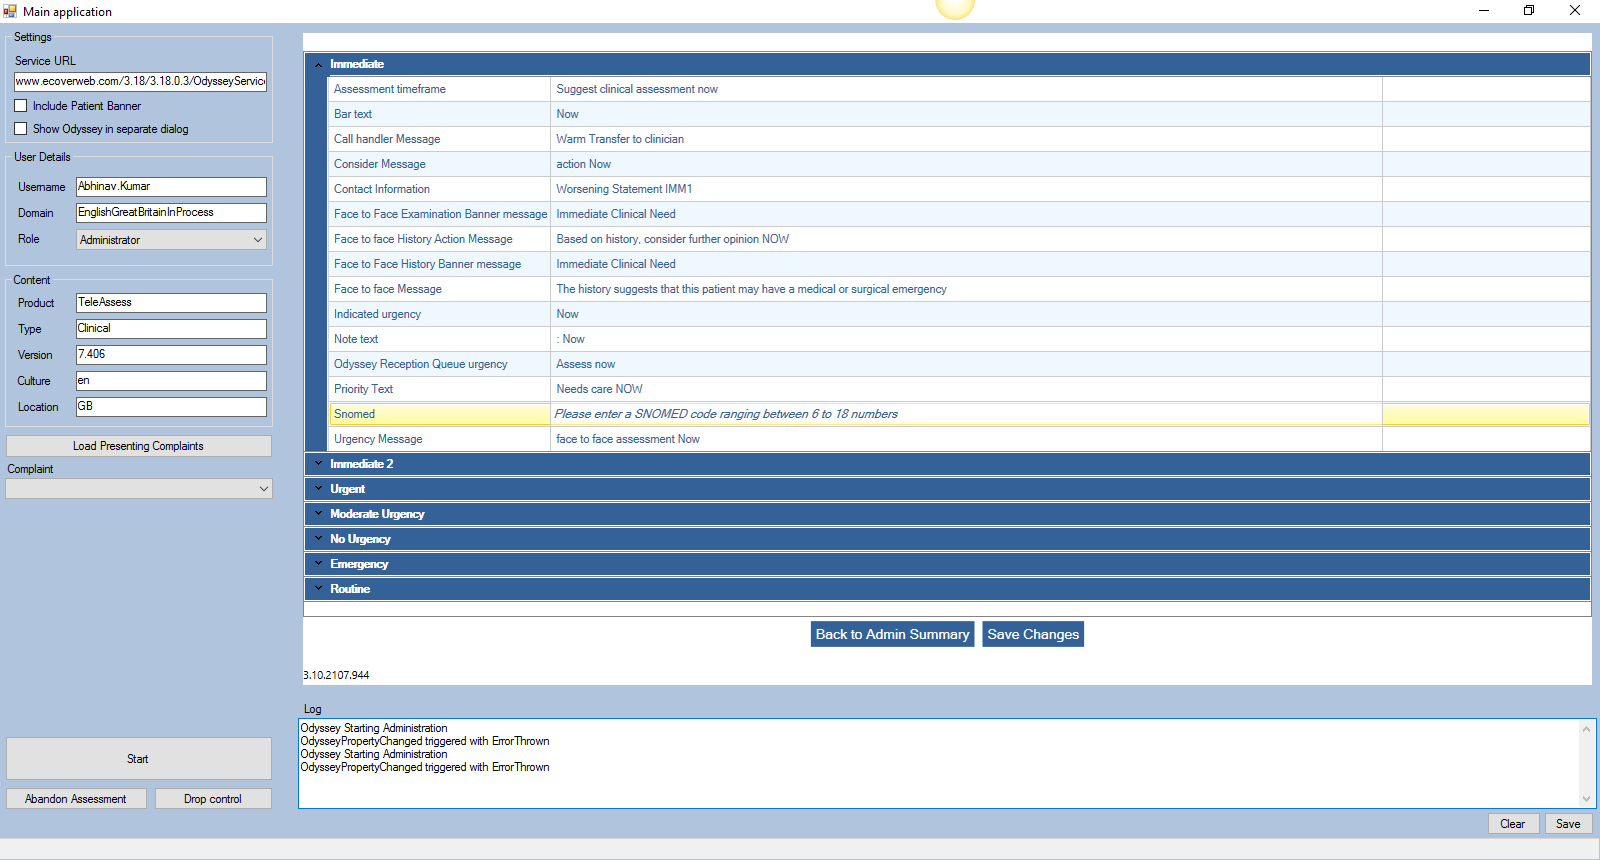 Main application
Settings
Service URL
www.ecoverweb.com/3.18/3.18.0.3/OdysseyService
Include Patient Banner
Show Odyssey in separate dialog
User Details
Username Abhinav.Kumar
Domain EnglishGreatBritainInProcess
Role Administrator
Content
Product TeleAssess
Type Clinical
Version 7.406
Culture en
Location GB
Load Presenting Complaints
Complaint
Start
Abandon Assessment Drop control
Immediate
Assessment timeframe Suggest clinical assessment now
Bar text Now
Call handler Message Warm Transfer to clinician
Consider Message action Now
Contact Information Worsening Statement IMM1
Face to Face Examination Banner message Immediate Clinical Need
Face to face History Action Message Based on history, consider further opinion NOW
Face to Face History Banner message Immediate Clinical Need
Face to face Message The history suggests that this patient may have a medical or surgical emergency
Indicated urgency Now
Note text : Now
Odyssey Reception Queue urgency Assess now
Priority Text Needs care NOW
Snomed Please enter a SNOMED code ranging between 6 to 18 numbers
Urgency Message face to face assessment Now
Immediate 2
Urgent
Moderate Urgency
No Urgency
Emergency
Routine
Back to Admin Summary Save Changes
3.10.2107.944
Log
Odyssey Starting Administration
OdysseyPropertyChanged triggered with ErrorThrown
Odyssey Starting Administration
OdysseyPropertyChanged triggered with ErrorThrown
Clear Save